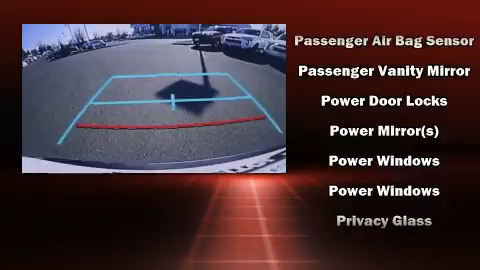 Passenger Air Bag Sensor
Passenger Vanity Mirror
Power Door Locks
Power Mirror(s)
Power Windows
Power Windows
Privacy Glass